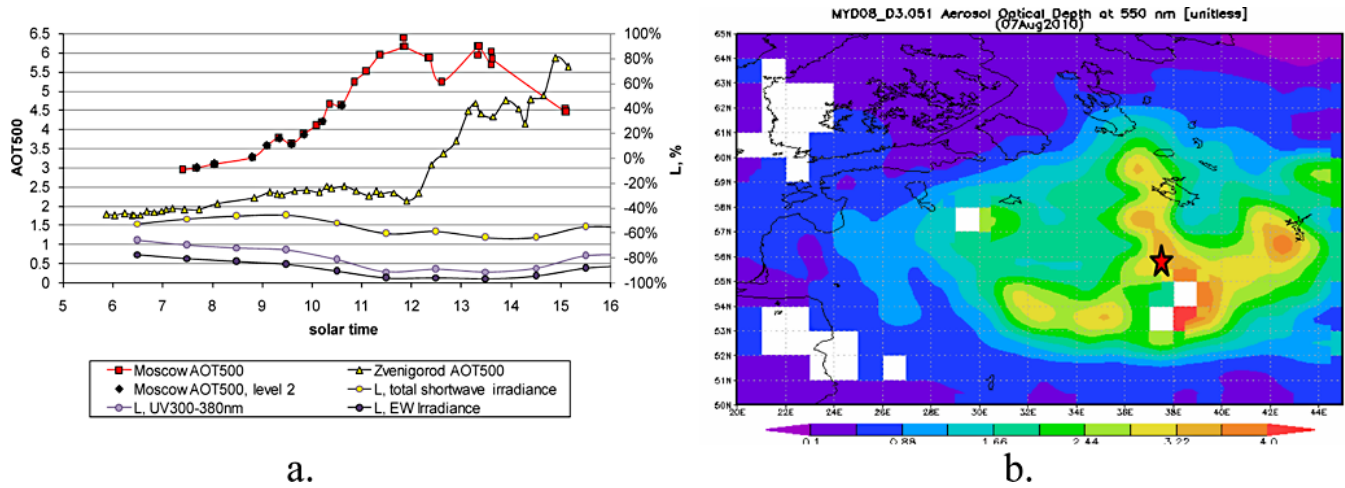 6.5
6
5.5
5
4.5
4
3.5
3
2.5
2
1.5
1
0.5
0
AOT500
100%
80%
60%
40%
20%
0%
-20%
-40%
-60%
-80%
-100%
L, %
5 6 7 8 9 10 11 12 13 14 15 16
solar time
Moscow AOT500 Zvenigorod AOT500
Moscow AOT500, level 2 L, total shortwave irradiance
L, UV300-380nm L, EW Irradiance
a.
MYD08_D3.051 Aerosol Optical Depth at 550 nm [unitless]
(07Aug2010)
65N
64N
63N
62N
61N
60N
59N
58N
57N
56N
55N
54N
53N
52N
51N
50N
20E 22E 24E 26E 28E 30E 32E 34E 36E 38E 40E 42E 44E
0.1 0.88 1.66 2.44 3.22 4.0
b.